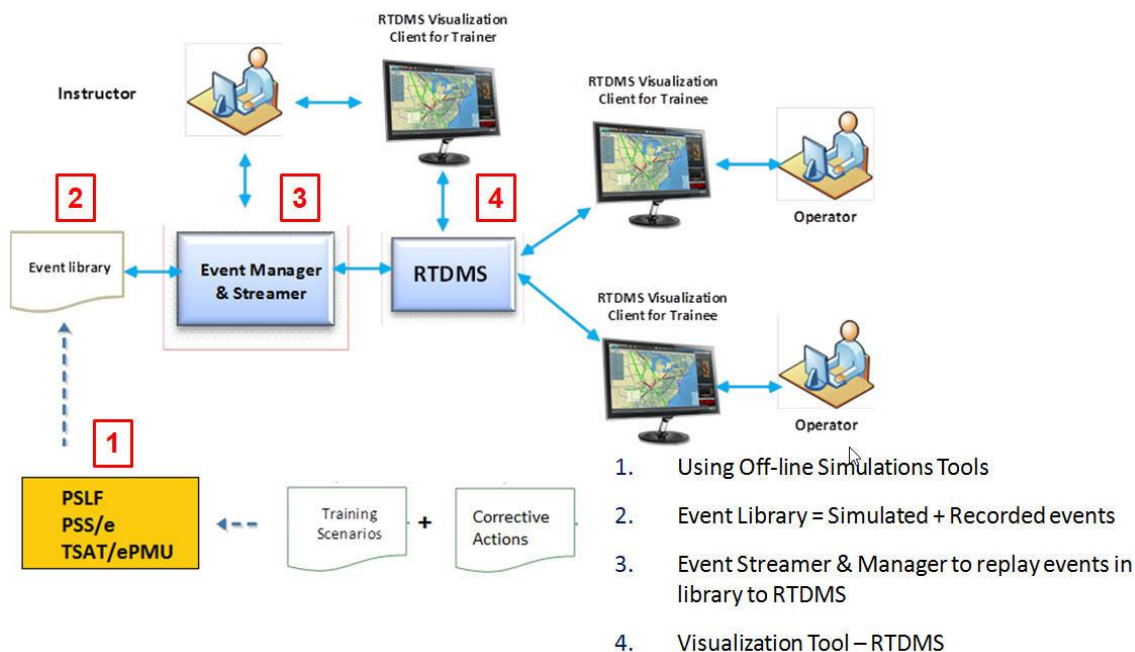 RTDMS Visualization
Client for Trainer
Instructor
RTDMS Visualization
Client for Trainee
2
3
4
Operator
Event library
Event Manager
& Streamer
RTDMS
RTDMS Visualization
Client for Trainee
1
Operator
PSLF
PSS/e
TSAT/ePMU
Training
Scenarios
+
Corrective
Actions
1. Using Off-line Simulations Tools
2. Event Library = Simulated + Recorded events
3. Event Streamer & Manager to replay events in
library to RTDMS
4. Visualization Tool – RTDMS